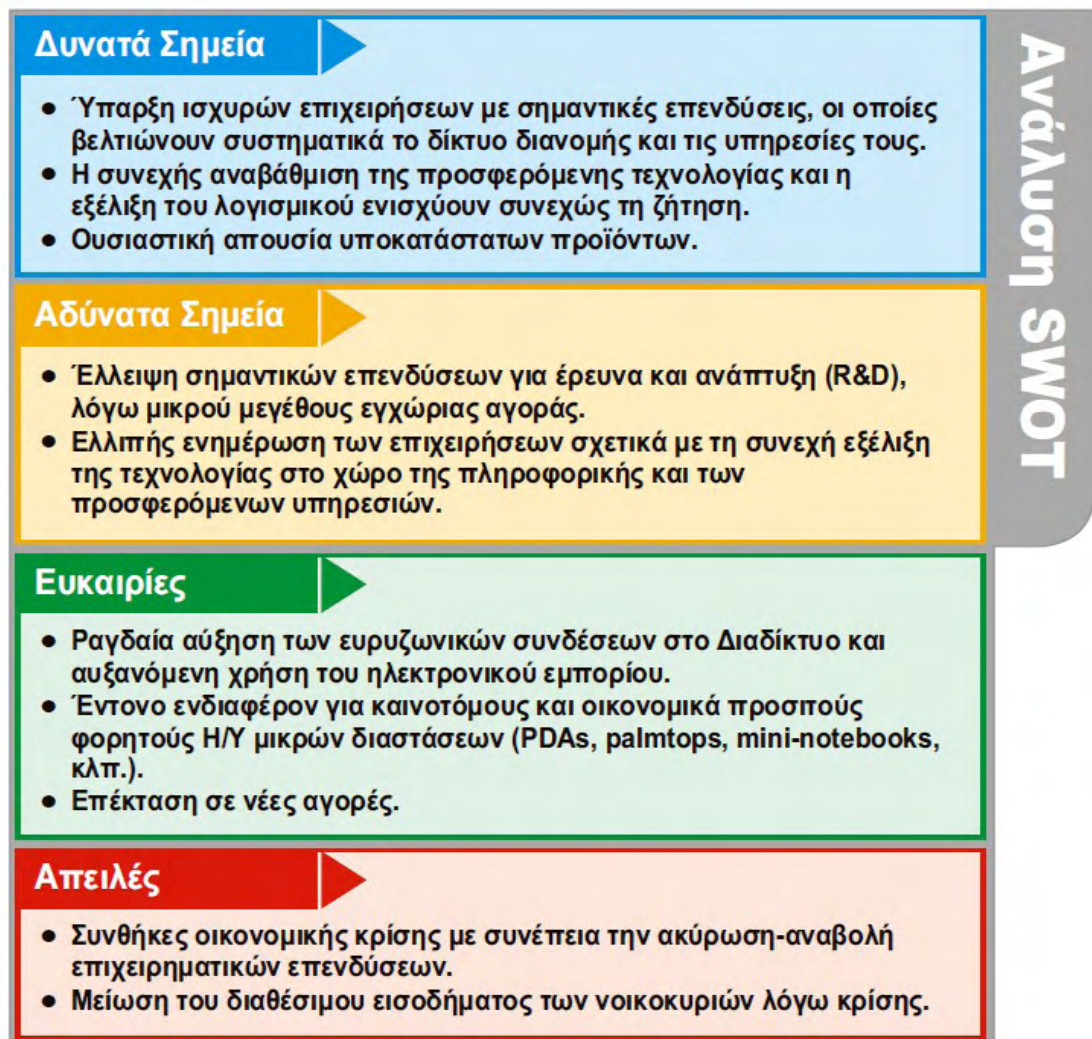 Ανάλυση SWOT
Δυνατά Σημεία
• Ύπαρξη ισχυρών επιχειρήσεων με σημαντικές επενδύσεις, οι οποίες
βελτιώνουν συστηματικά το δίκτυο διανομής και τις υπηρεσίες τους.
• Η συνεχής αναβάθμιση της προσφερόμενης τεχνολογίας και η
εξέλιξη του λογισμικού ενισχύουν συνεχώς τη ζήτηση.
• Ουσιαστική απουσία υποκατάστατων προϊόντων.
Αδύνατα Σημεία
• Έλλειψη σημαντικών επενδύσεων για έρευνα και ανάπτυξη (R&D),
λόγω μικρού μεγέθους εγχώριας αγοράς.
• Ελλιπής ενημέρωση των επιχειρήσεων σχετικά με τη συνεχή εξέλιξη
της τεχνολογίας στο χώρο της πληροφορικής και των
προσφερόμενων υπηρεσιών.
Ευκαιρίες
• Ραγδαία αύξηση των ευρυζωνικών συνδέσεων στο Διαδίκτυο και
αυξανόμενη χρήση του ηλεκτρονικού εμπορίου.
• Έντονο ενδιαφέρον για καινοτόμους και οικονομικά προσιτούς
φορητούς Η/Υ μικρών διαστάσεων (PDAs, palmtops, mini-notebooks,
κλπ.).
• Επέκταση σε νέες αγορές.
Απειλές
• Συνθήκες οικονομικής κρίσης με συνέπεια την ακύρωση-αναβολή
επιχειρηματικών επενδύσεων.
• Μείωση του διαθέσιμου εισοδήματος των νοικοκυριών λόγω κρίσης.